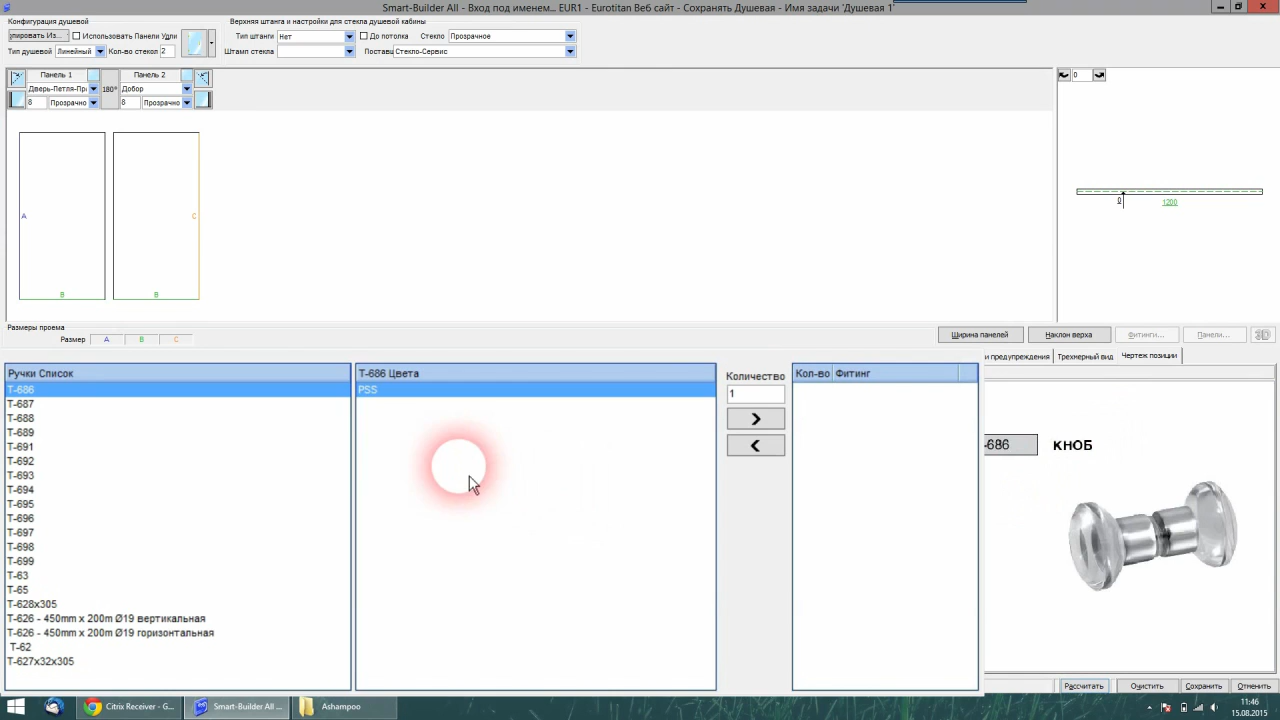 Smart-Builder All - Вход под именем... EUR1 - Eurotitan Веб сайт - Сохранять Душевая - Имя задачи 'Душевая 1'
Конфигурация душевой
Верхняя штанга и настройки для стекла душевой кабины
улировать Из...
Использовать Панели Удли
Тип штанги Нет
До потолка
Стекло Прозрачное
Тип душевой Линейный
Кол-во стекол 2
Штамп стекла
Поставщ Стекло-Сервис
Панель 1
Панель 2
0
Дверь-Петля-Пр
180°
Добор
8 Прозрачно
8 Прозрачно
A
C
B
B
0
1200
Размеры проема
Размер A B C
Ширина панелей
Наклон верха
Фитинги...
Панели...
3D
и предупреждения
Трехмерный вид
Чертеж позиции
Ручки Список
T-686 Цвета
Количество
Кол-во Фитинг
T-686
PSS
1
T-687
T-688
>
T-689
<
-686
КНОБ
T-691
T-692
T-693
T-694
T-695
T-696
T-697
T-698
T-699
T-63
T-65
T-628x305
T-626 - 450mm x 200m Ø19 вертикальная
T-626 - 450mm x 200m Ø19 горизонтальная
T-62
T-627x32x305
Рассчитать
Очистить
Сохранить
Отменить
Citrix Receiver - G...
Smart-Builder All ...
Ashampoo
11:46
15.08.2015